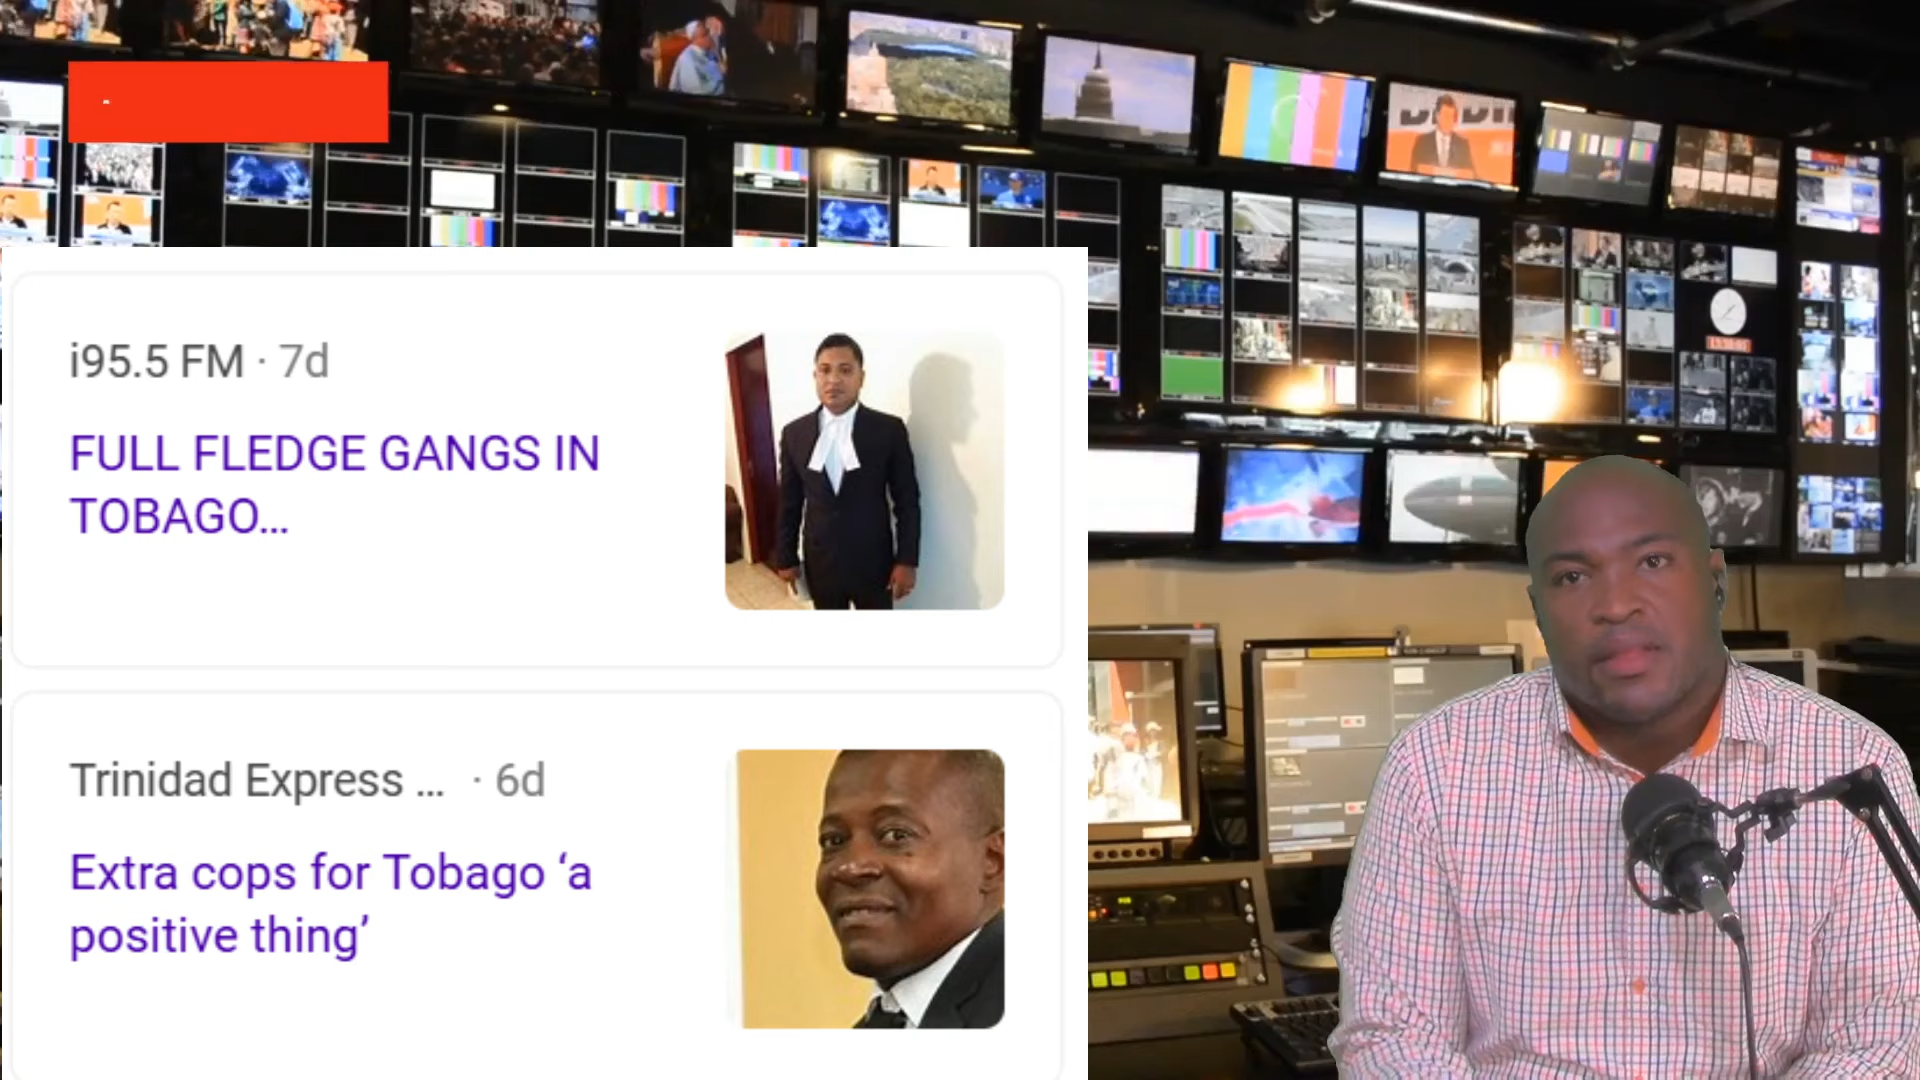 i95.5 FM · 7d
FULL FLEDGE GANGS IN
TOBAGO...
Trinidad Express ... · 6d
Extra cops for Tobago ‘a
positive thing’